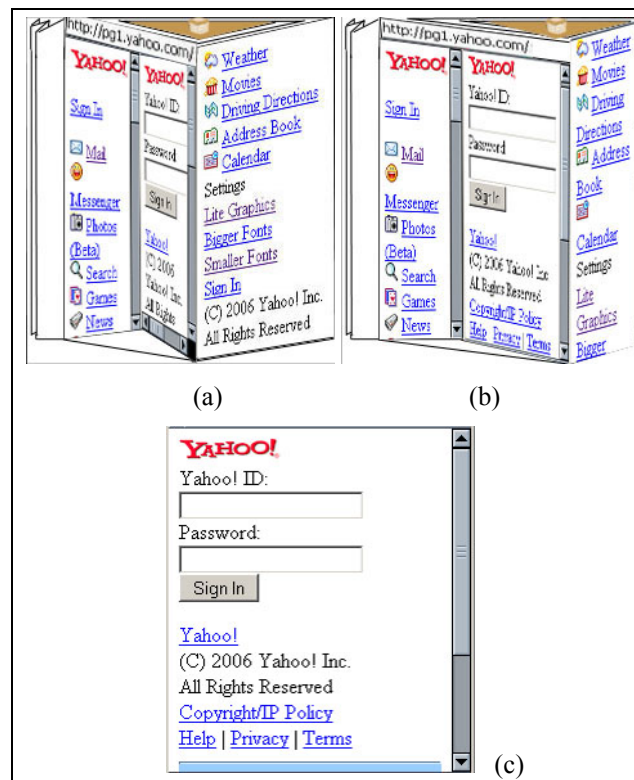 http://pg1.yahoo.com/
YAHOO!
Sign In
Mail
Messenger
Photos
(Beta)
Search
Games
News
YAHOO!
Yahoo! ID:
Password
Sign In
Yahoo!
(C) 2006
Yahoo! Inc.
All Rights
Weather
Movies
Driving Directions
Address Book
Calendar
Settings
Lite Graphics
Bigger Fonts
Smaller Fonts
Sign In
(C) 2006 Yahoo! Inc.
All Rights Reserved
(a)
http://pg1.yahoo.com/
YAHOO!
Sign In
Mail
Messenger
Photos
(Beta)
Search
Games
News
YAHOO!
Yahoo! ID:
Password
Sign In
Yahoo!
(C) 2006 Yahoo! Inc
All Rights Reserved
Copyright/IP Policy
Help | Privacy | Terms
Weather
Movies
Driving
Directions
Address
Book
Calendar
Settings
Lite
Graphics
Bigger
(b)
YAHOO!
Yahoo! ID:
Password:
Sign In
Yahoo!
(C) 2006 Yahoo! Inc.
All Rights Reserved
Copyright/IP Policy
Help | Privacy | Terms
(c)